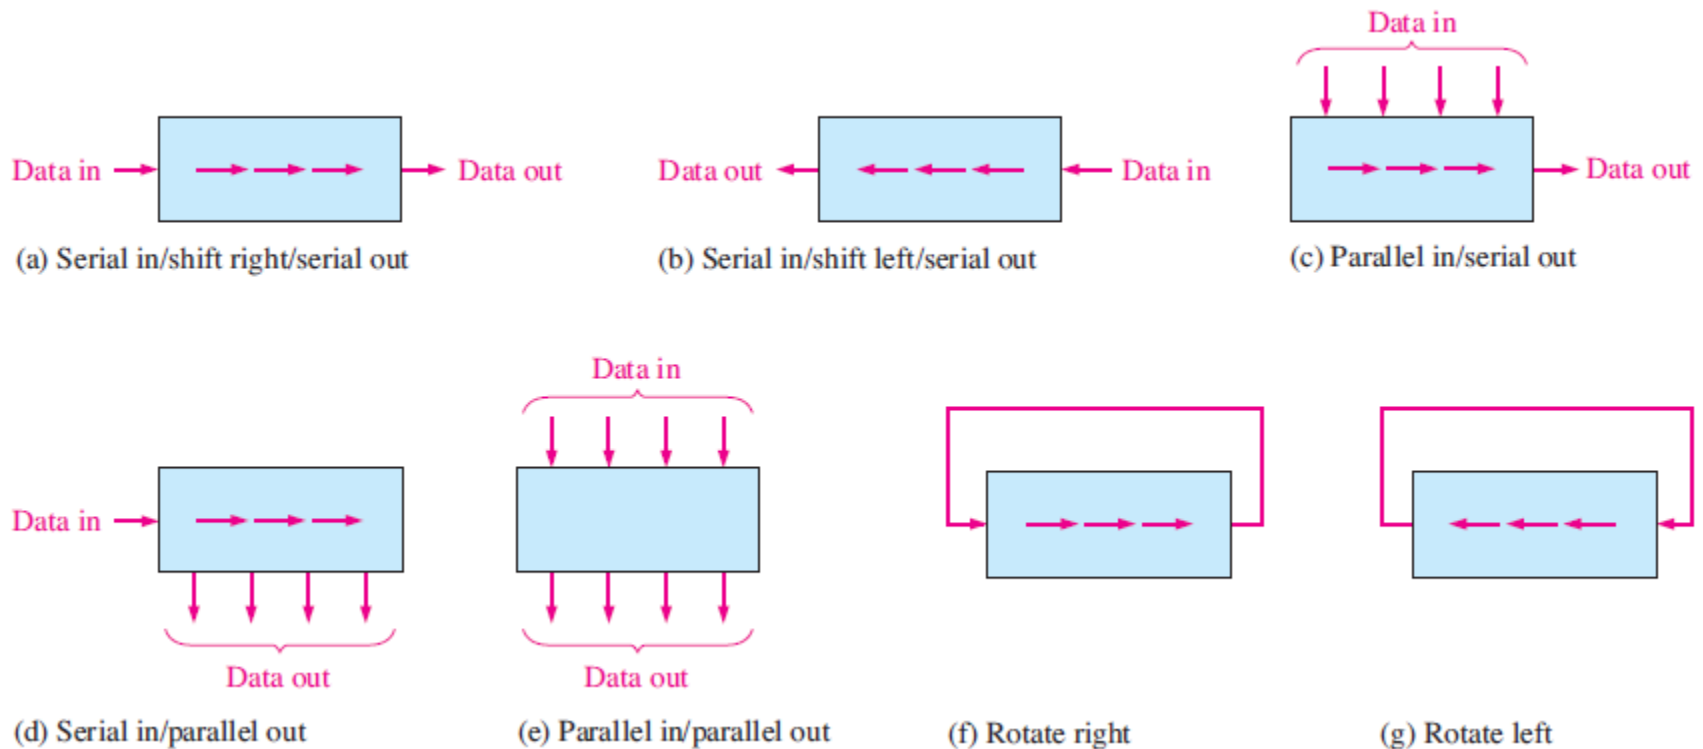 Data in
Data in
Data out
Data out
Data in
Data out
(a) Serial in/shift right/serial out
(b) Serial in/shift left/serial out
(c) Parallel in/serial out
Data in
Data in
Data out
Data out
(d) Serial in/parallel out
(e) Parallel in/parallel out
(f) Rotate right
(g) Rotate left